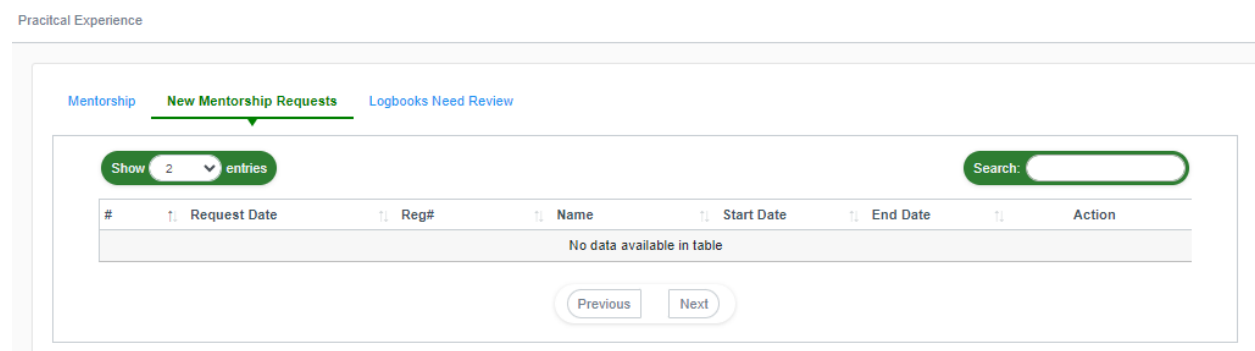 Pracitcal Experience
Mentorship New Mentorship Requests Logbooks Need Review
Show 2 entries Search:
# Request Date Reg# Name Start Date End Date Action
No data available in table
Previous Next